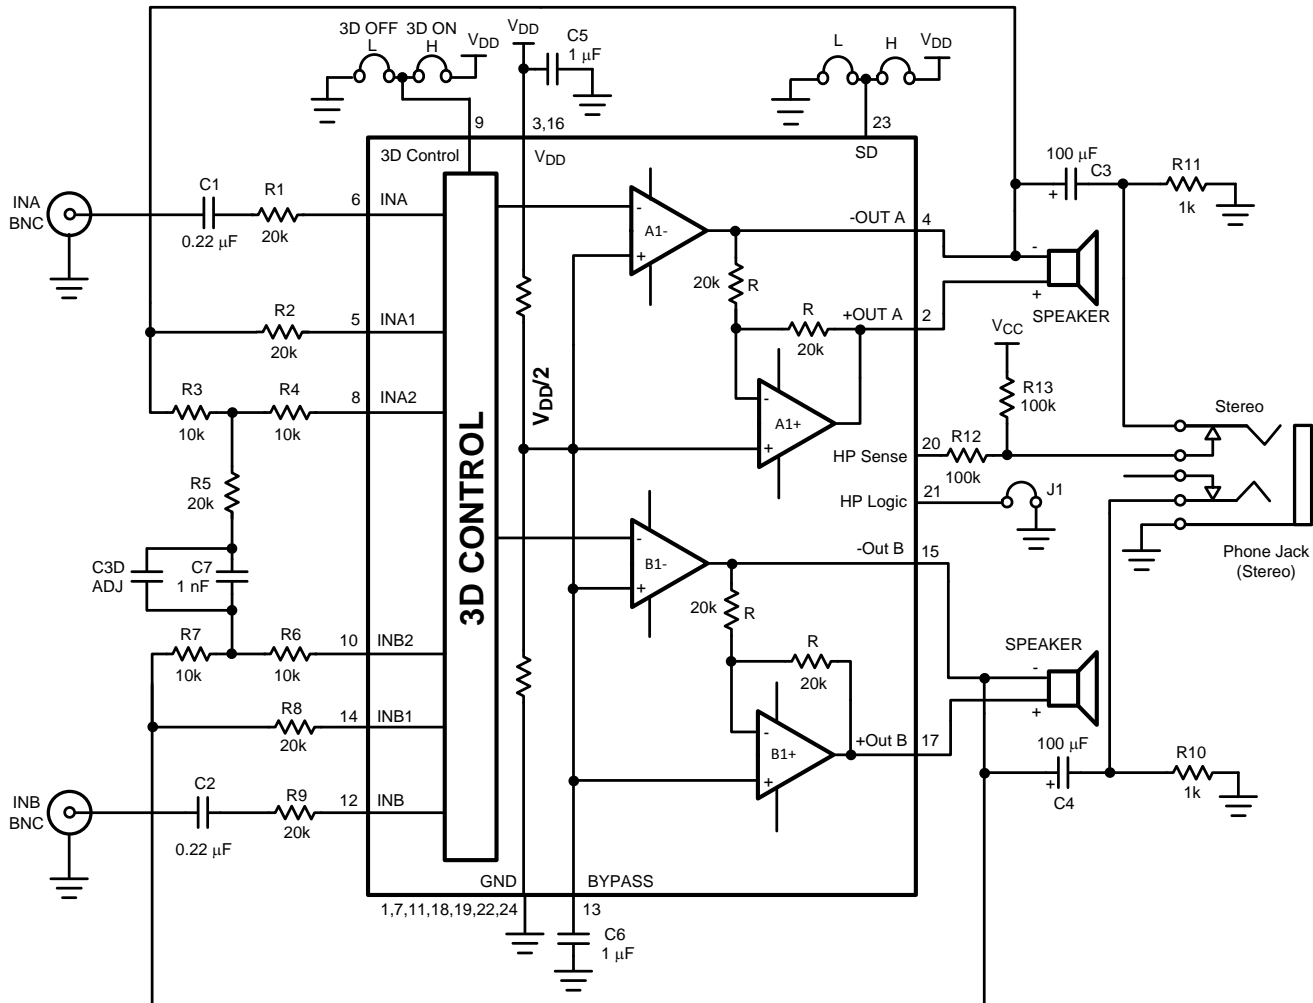 3D OFF 3D ON
L H
VDD
VDD
C5
1 µF
L H
VDD
9
3,16
23
3D Control
VDD
SD
100 µF
+
C3
R11
1k
INA
BNC
C1
0.22 µF
R1
20k
6
INA
-
+
A1-
-OUT A
4
-
+
SPEAKER
20k
R
R2
20k
5
INA1
R
20k
+OUT A
2
VCC
R3
10k
R4
10k
8
INA2
VDD/2
-
+
A1+
R13
100k
Stereo
HP Sense
20
R12
100k
R5
20k
HP Logic
21
J1
3D CONTROL
C3D
ADJ
C7
1 nF
-
+
B1-
-Out B
15
Phone Jack
(Stereo)
20k
R
R7
10k
R6
10k
10
INB2
R
20k
SPEAKER
-
+
R8
20k
14
INB1
-
+
B1+
+Out B
17
100 µF
+
C4
R10
1k
INB
BNC
C2
0.22 µF
R9
20k
12
INB
GND
BYPASS
1,7,11,18,19,22,24
13
C6
1 µF